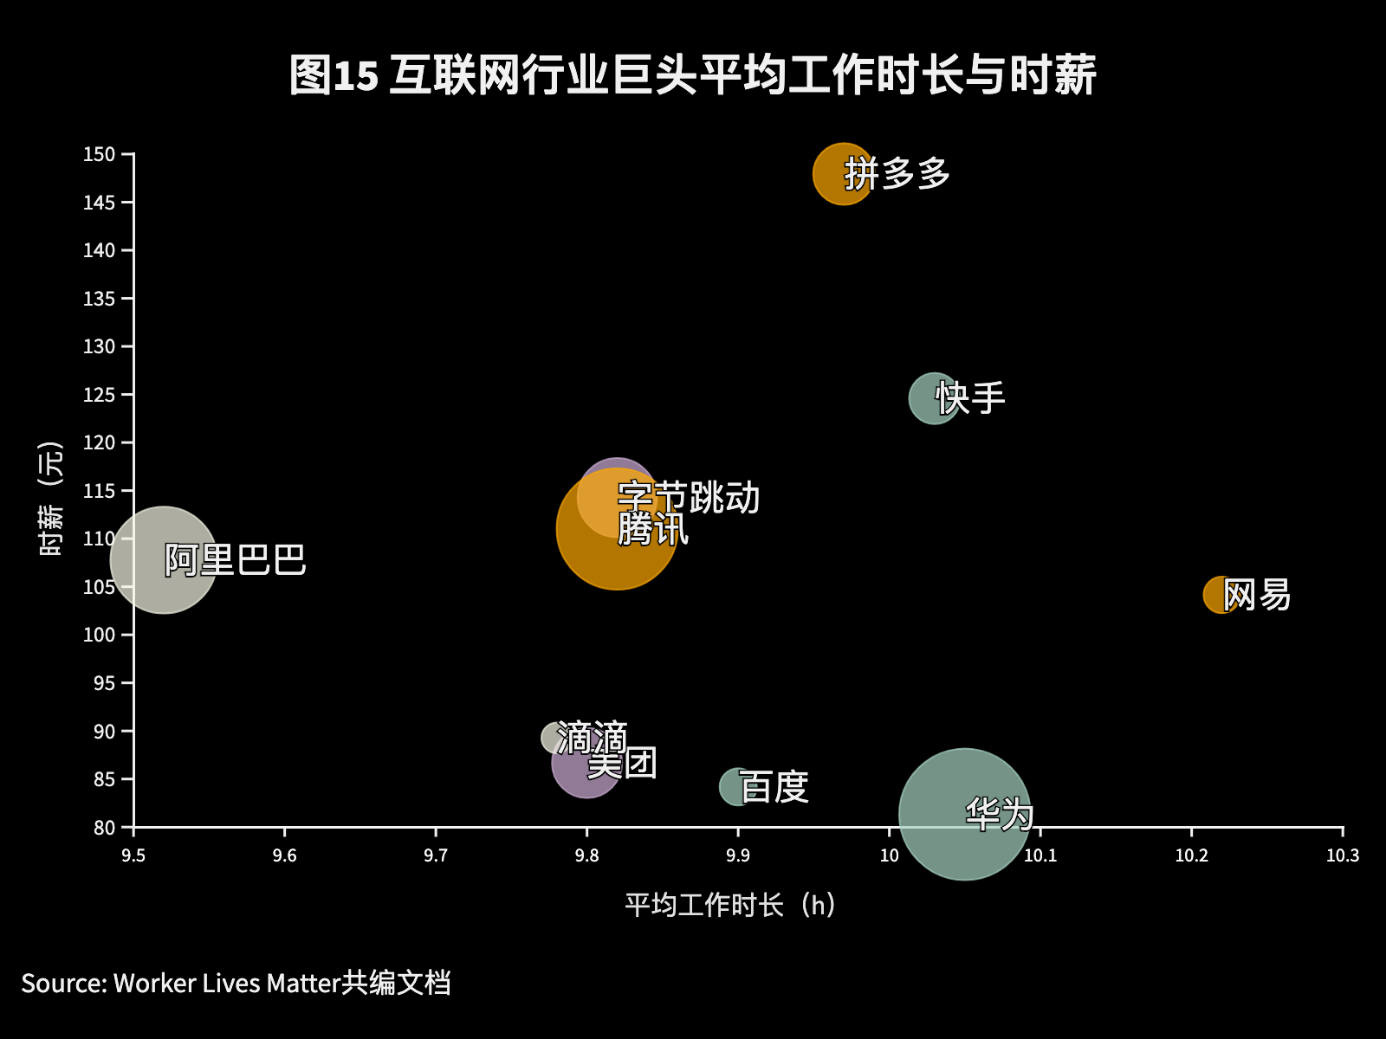 图15 互联网行业巨头平均工作时长与时薪
150
145
140
135
130
125
120
115
110
105
100
95
90
85
80
时薪（元）
拼多多
快手
字节跳动
腾讯
阿里巴巴
网易
滴滴
美团
百度
华为
9.5 9.6 9.7 9.8 9.9 10 10.1 10.2 10.3
平均工作时长（h）
Source: Worker Lives Matter共编文档